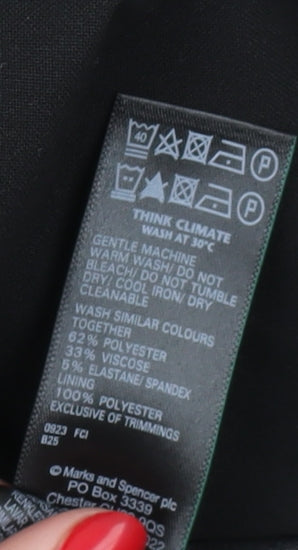 40 P
P
THINK CLIMATE
WASH AT 30°C
GENTLE MACHINE
WARM WASH/ DO NOT
BLEACH/ DO NOT TUMBLE
DRY/ COOL IRON/ DRY
CLEANABLE
WASH SIMILAR COLOURS
TOGETHER
62% POLYESTER
33% VISCOSE
5% ELASTANE/ SPANDEX
LINING
100% POLYESTER
EXCLUSIVE OF TRIMMINGS
0923 FCI
B25
© Marks and Spencer plc
PO Box 3339
Chester